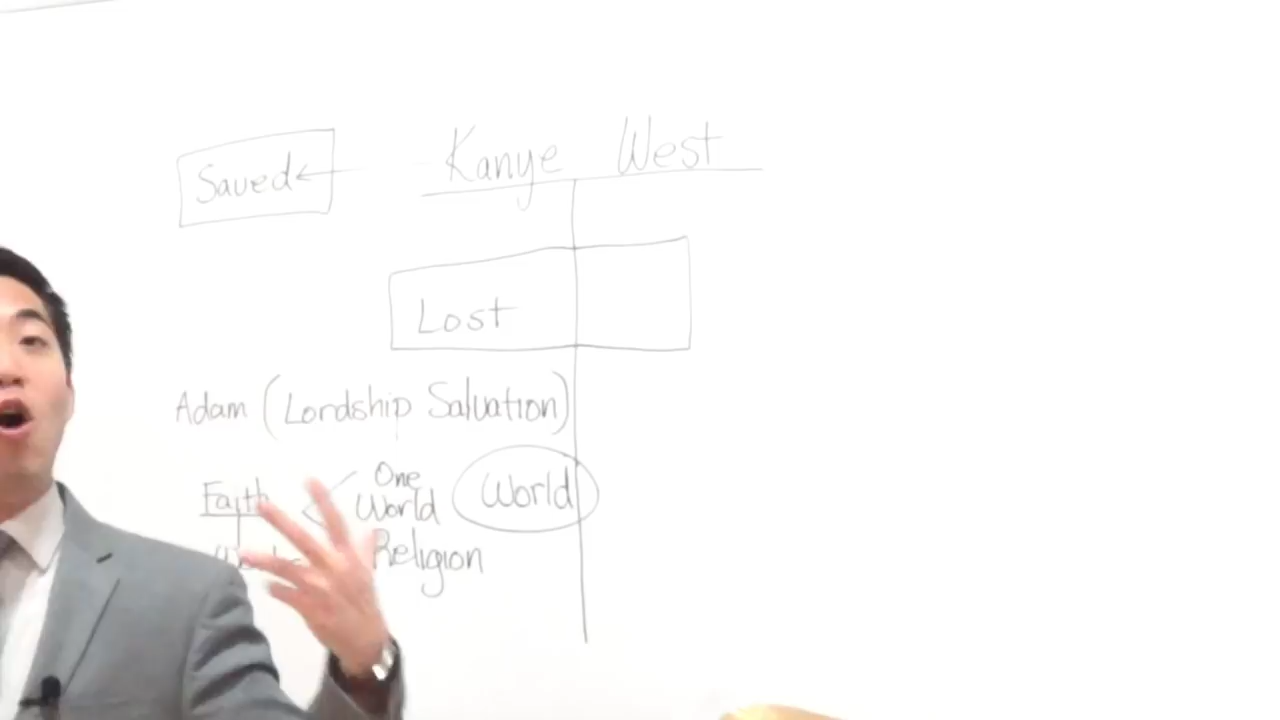 Kanye West
Saved
Lost
Adam (Lordship Salvation)
Faith
One
World
Religion
World